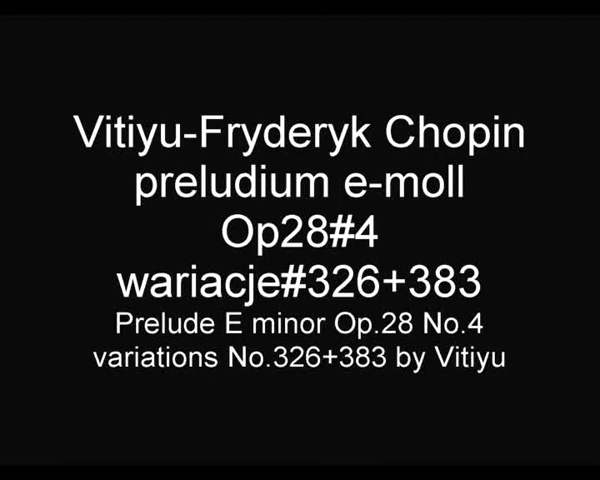 Vitiyu-Fryderyk Chopin
preludium e-moll
Op28#4
wariacje#326+383
Prelude E minor Op.28 No.4
variations No.326+383 by Vitiyu